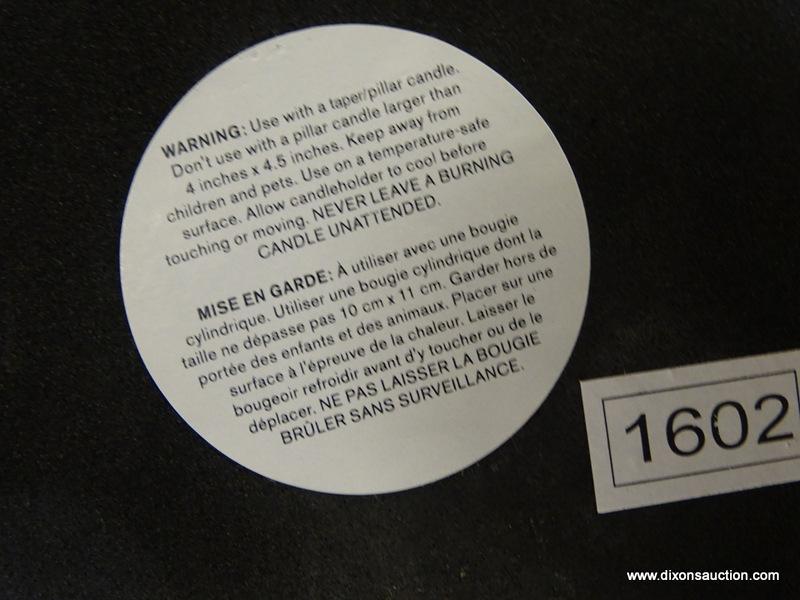 WARNING: Use with a taper/pillar candle.
Don't use with a pillar candle larger than
4 inches x 4.5 inches. Keep away from
children and pets. Use on a temperature-safe
surface. Allow candleholder to cool before
touching or moving. NEVER LEAVE A BURNING
CANDLE UNATTENDED.
MISE EN GARDE: À utiliser avec une bougie
cylindrique. Utiliser une bougie cylindrique dont la
taille ne dépasse pas 10 cm x 11 cm. Garder hors de
portée des enfants et des animaux. Placer sur une
surface à l'épreuve de la chaleur. Laisser le
bougeoir refroidir avant d'y toucher ou de le
déplacer. NE PAS LAISSER LA BOUGIE
BRÛLER SANS SURVEILLANCE.
1602
www.dixonsauction.com